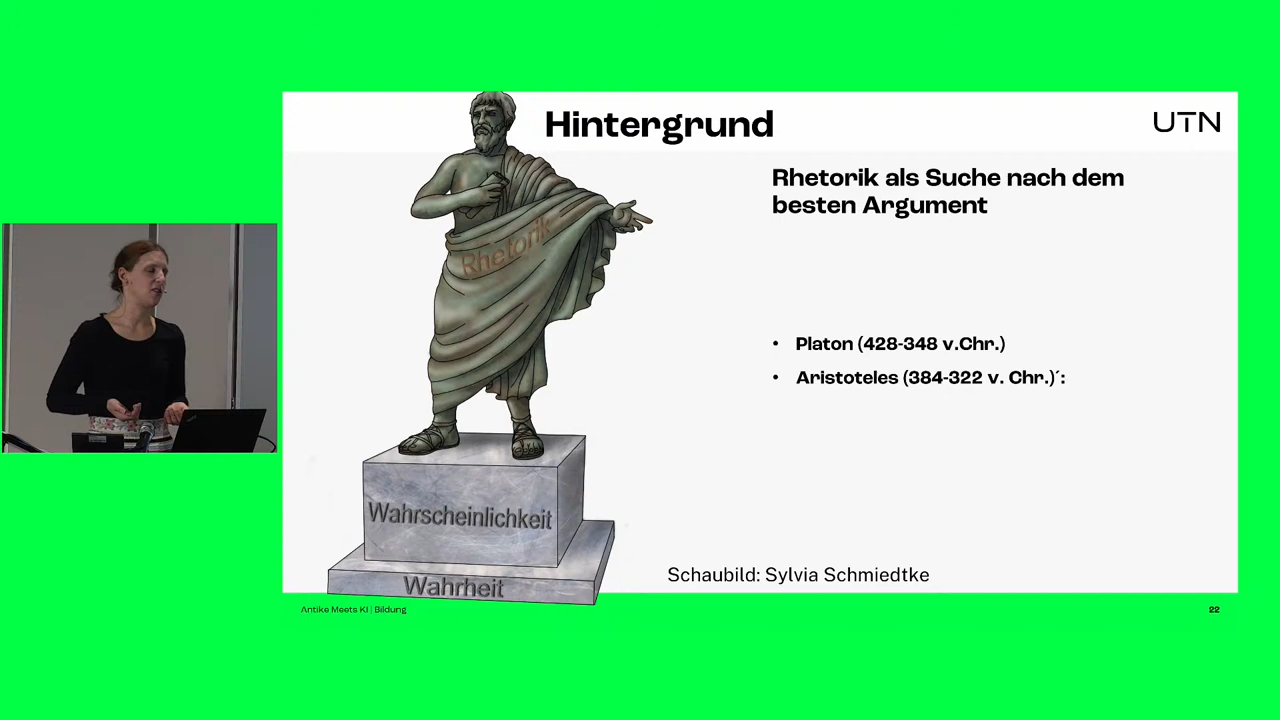 Hintergrund
UTN
Rhetorik als Suche nach dem
besten Argument
Rhetorik
• Platon (428-348 v.Chr.)
• Aristoteles (384-322 v. Chr.)´:
Wahrscheinlichkeit
Wahrheit
Schaubild: Sylvia Schmiedtke
Antike Meets KI | Bildung
22